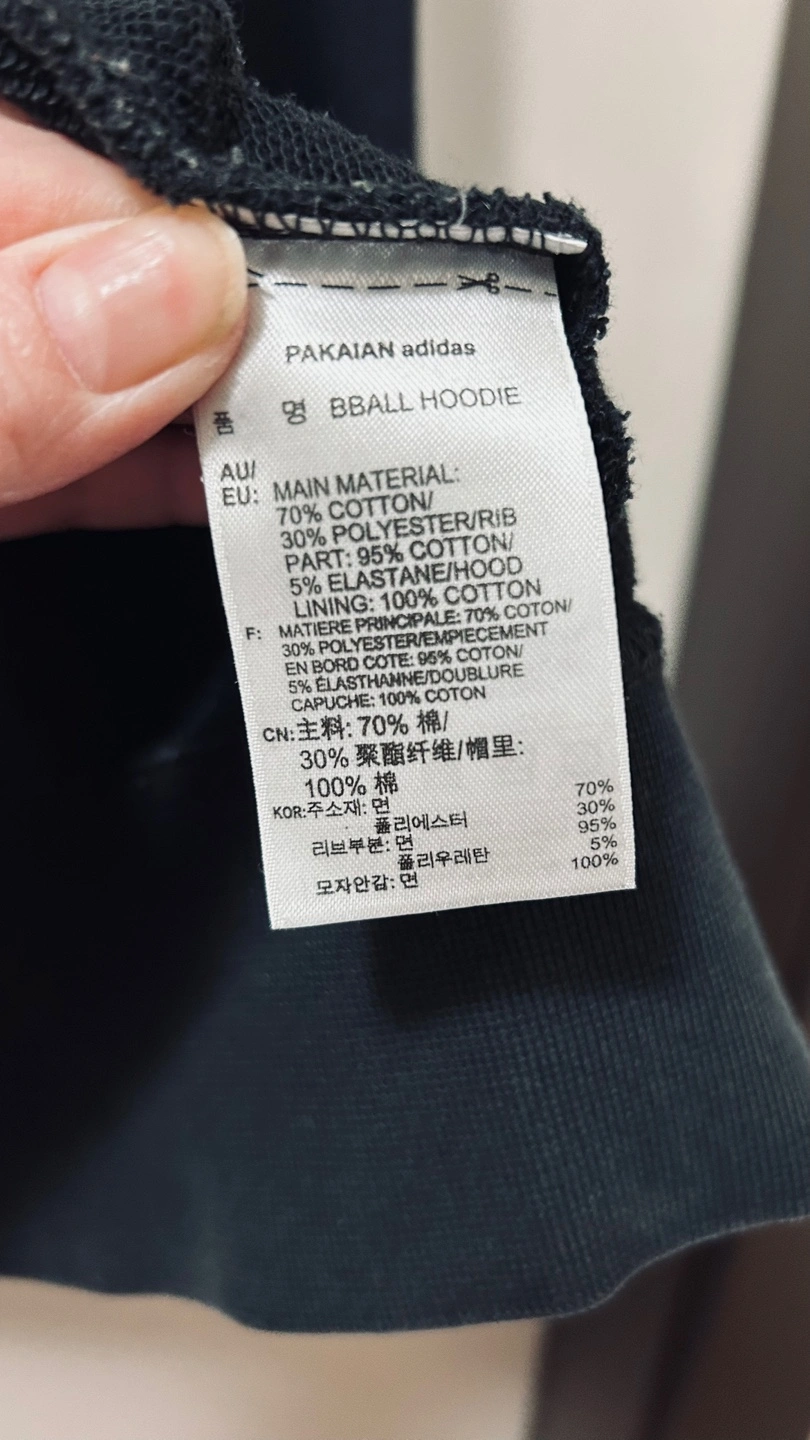 PAKAIAN adidas
품 명 BBALL HOODIE
AU/
EU: MAIN MATERIAL:
70% COTTON/
30% POLYESTER/RIB
PART: 95% COTTON/
5% ELASTANE/HOOD
LINING: 100% COTTON
F: MATIERE PRINCIPALE: 70% COTON/
30% POLYESTER/EMPIECEMENT
EN BORD COTE: 95% COTON/
5% ÉLASTHANNE/DOUBLURE
CAPUCHE: 100% COTON
CN: 主料: 70% 棉/
30% 聚酯纤维/帽里:
100% 棉
KOR: 주소재: 면 70%
폴리에스터 30%
리브부분: 면 95%
폴리우레탄 5%
모자안감: 면 100%